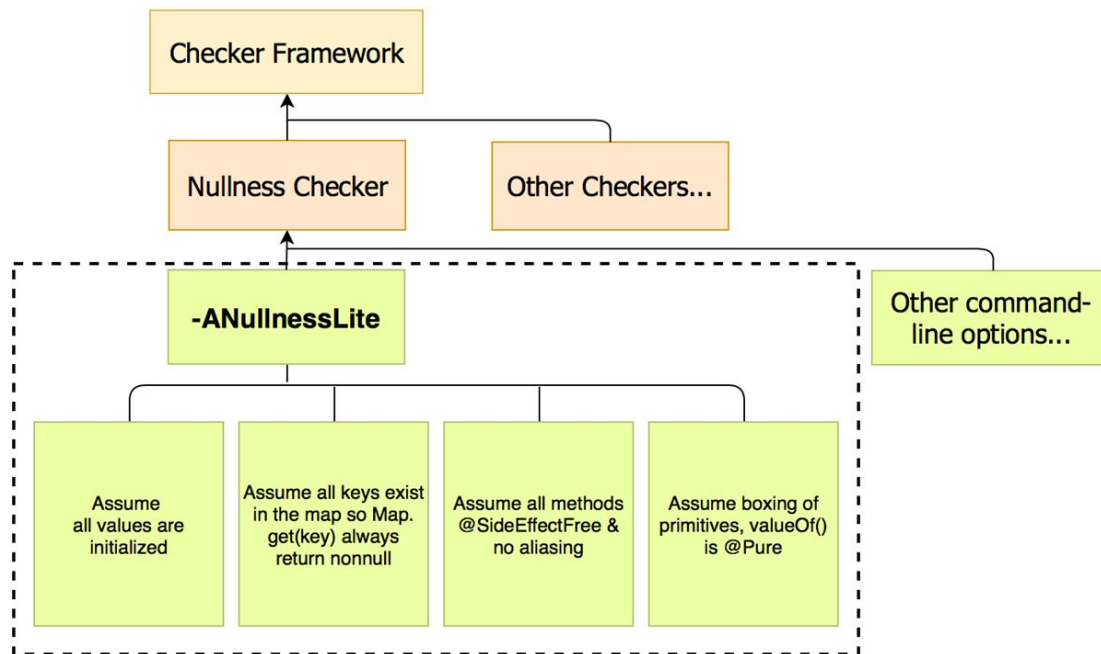 Checker Framework
Nullness Checker
Other Checkers...
-ANullnessLite
Other command-
line options...
Assume
all values are
initialized
Assume all keys exist
in the map so Map.
get(key) always
return nonnull
Assume all methods
@SideEffectFree &
no aliasing
Assume boxing of
primitives, valueOf()
is @Pure